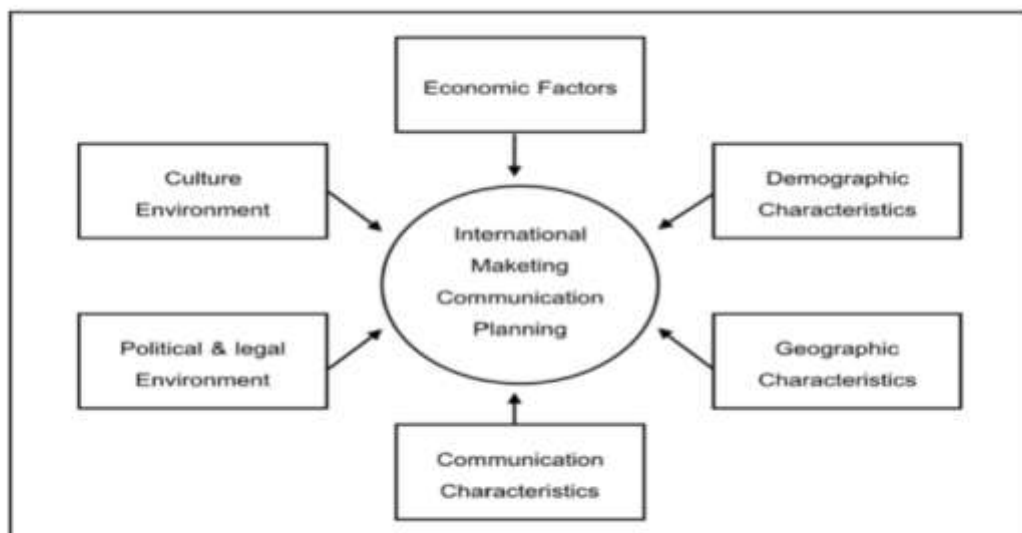 Economic Factors
Culture
Environment
Demographic
Characteristics
International
Maketing
Communication
Planning
Political & legal
Environment
Geographic
Characteristics
Communication
Characteristics